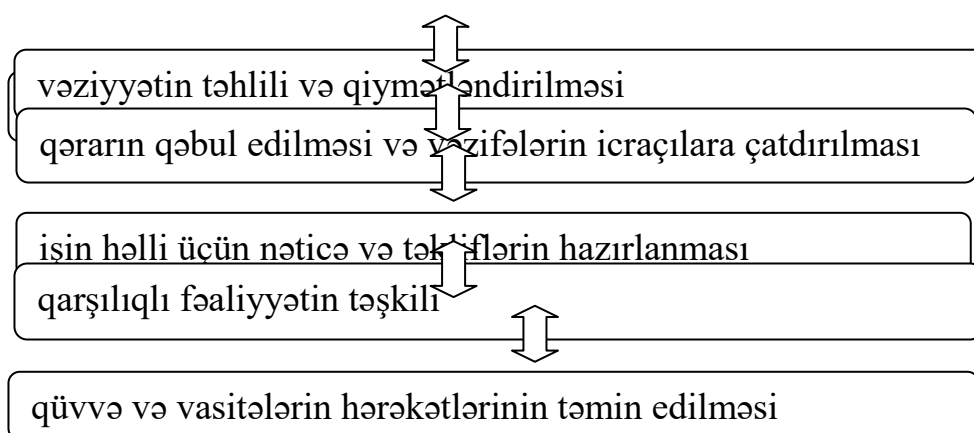 vəziyyətin təhlili və qiymətləndirilməsi
qərarın qəbul edilməsi və vəzifələrin icraçılara çatdırılması
işin həlli üçün nəticə və təkliflərin hazırlanması
qarşılıqlı fəaliyyətin təşkili
qüvvə və vasitələrin hərəkətlərinin təmin edilməsi